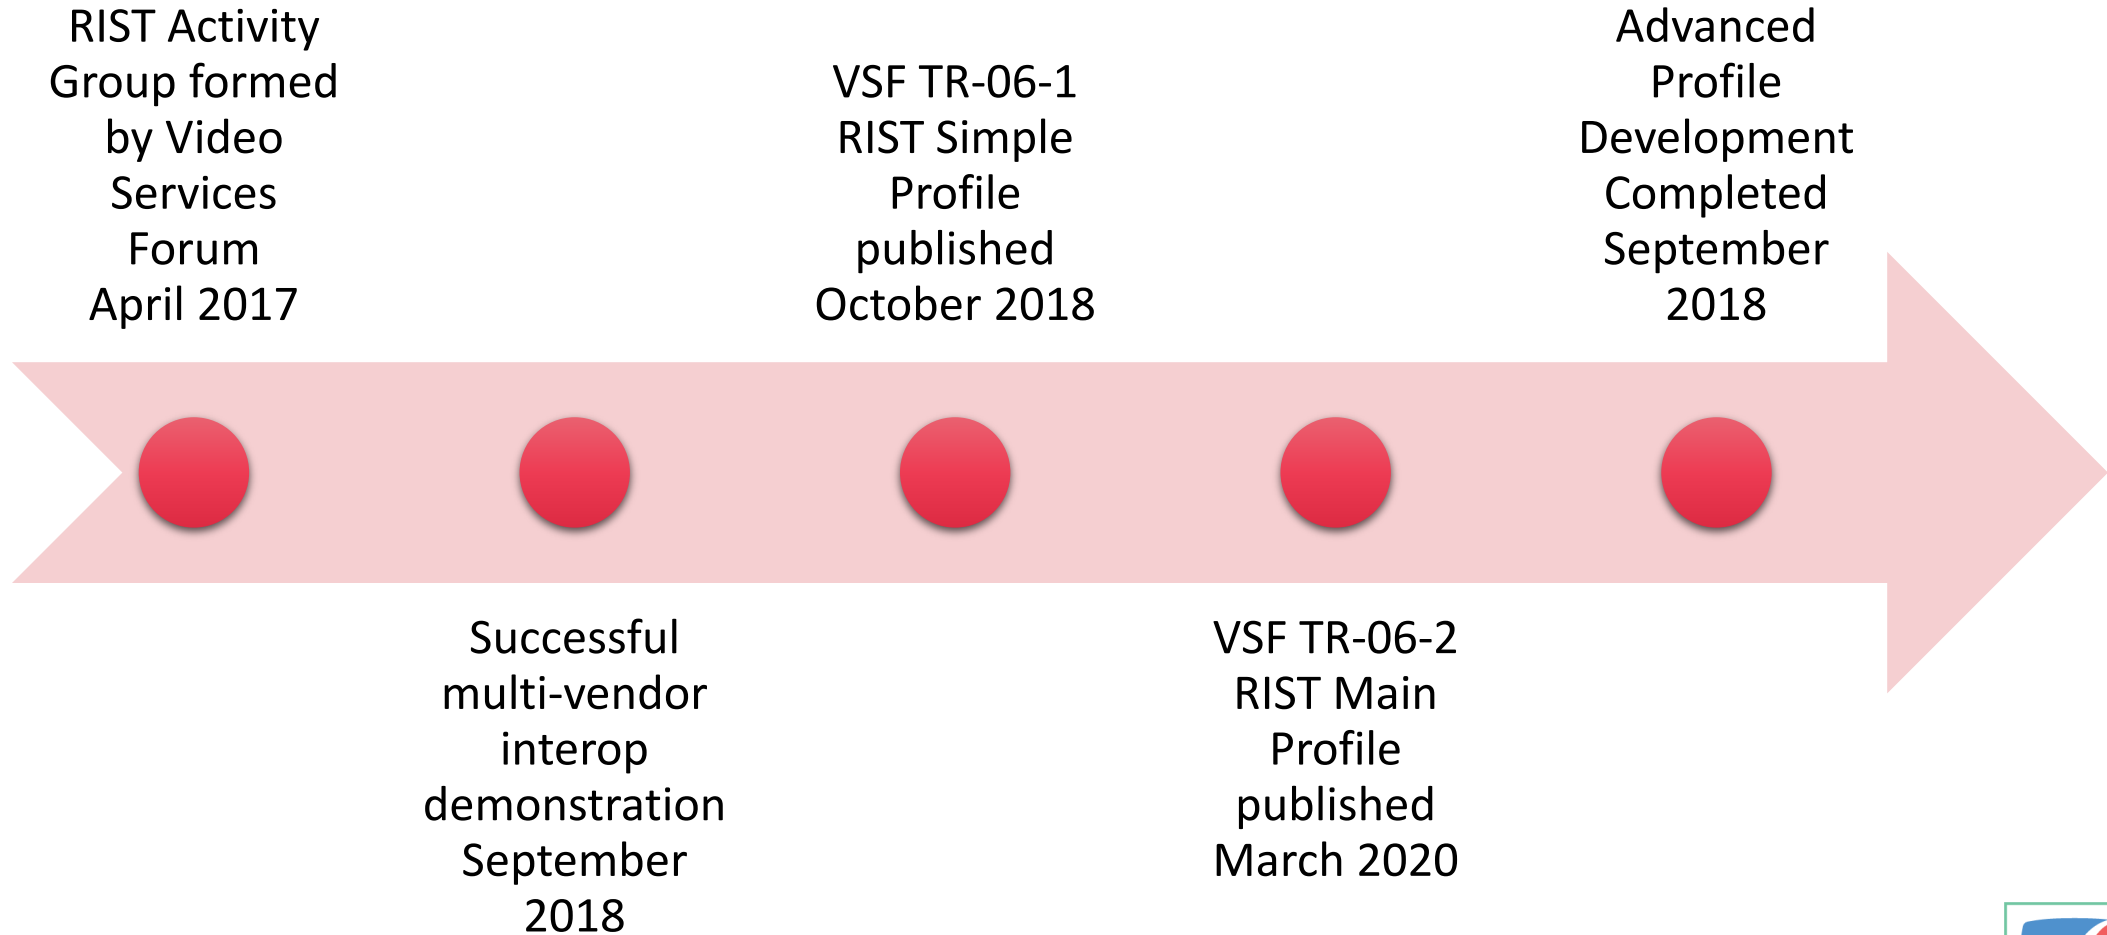 RIST Activity
Group formed
by Video
Services
Forum
April 2017
Successful
multi-vendor
interop
demonstration
September
2018
VSF TR-06-1
RIST Simple
Profile
published
October 2018
VSF TR-06-2
RIST Main
Profile
published
March 2020
Advanced
Profile
Development
Completed
September
2018